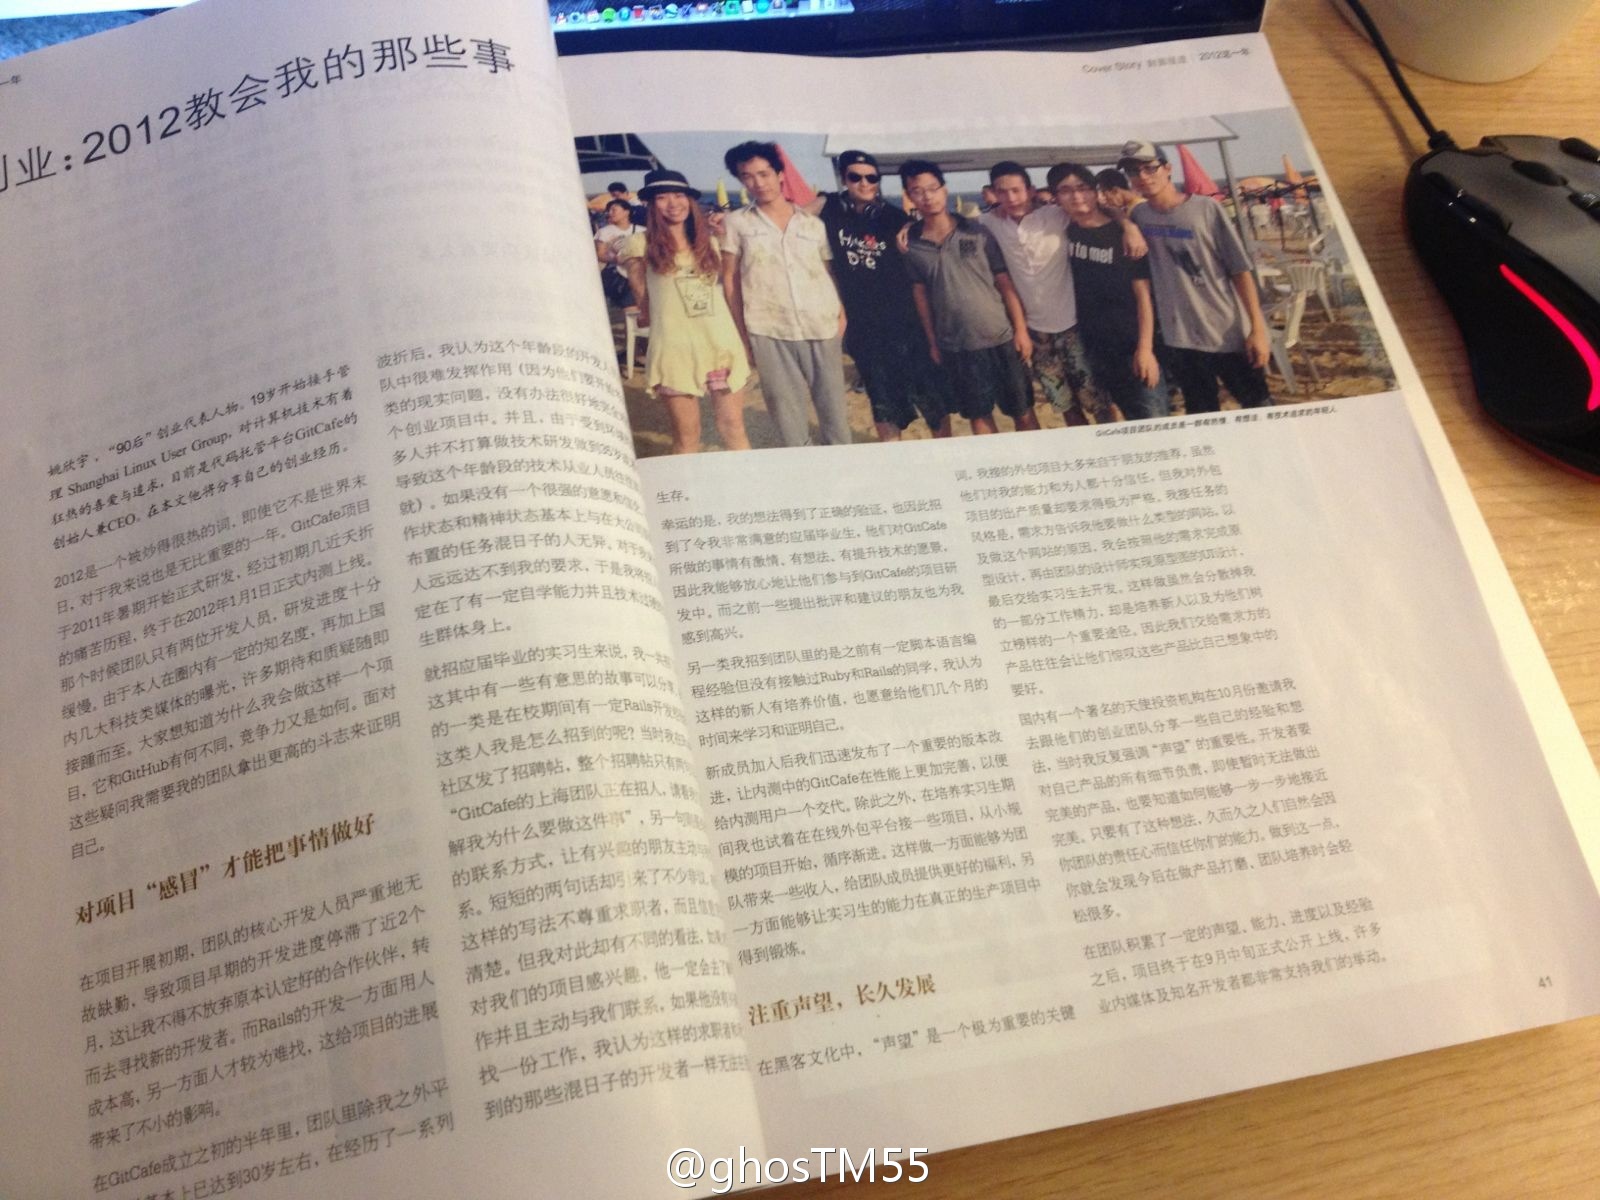 一年
创业：2012教会我的那些事
姚欣宇，“90后”创业代表人物。19岁开始接手管
理 Shanghai Linux User Group，对计算机技术有着
狂热的喜爱与追求，目前是代码托管平台GitCafe的
创始人兼CEO。在本文他将分享自己的创业经历。
2012是一个被炒得很热的词，即使它不是世界末
日，对于我来说也是无比重要的一年。GitCafe项目
于2011年暑期开始正式研发，经过初期几近夭折
的痛苦历程，终于在2012年1月1日正式内测上线。
那个时候团队只有两位开发人员，研发进度十分
缓慢。由于本人在圈内有一定的知名度，再加上国
内几大科技类媒体的曝光，许多期待和质疑随即
接踵而至。大家想知道为什么我会做这样一个项
目，它和GitHub有何不同，竞争力又是如何。面对
这些疑问我需要我的团队拿出更高的斗志来证明
自己。
对项目“感冒”才能把事情做好
在项目开展初期，团队的核心开发人员严重地无
故缺勤，导致项目早期的开发进度停滞了近2个
月，这让我不得不放弃原本认定好的合作伙伴，转
而去寻找新的开发者。而Rails的开发一方面用人
成本高，另一方面人才较为难找，这给项目的进展
带来了不小的影响。
在GitCafe成立之初的半年里，团队里除我之外平
基本上已达到30岁左右，在经历了一系列
波折后，我认为这个年龄段的开发人
队中很难发挥作用（因为他们要开始
类的现实问题，没有办法很好地
个创业项目中。并且，由于受到
多人并不打算做技术研发做到35岁
导致这个年龄段的技术从业人员往往
就）。如果没有一个很强的意愿和
作状态和精神状态基本上与在大公司
布置的任务混日子的人无异。对于
人远远达不到我的要求，于是我将
定在了有一定自学能力并且技术
生群体身上。
就招应届毕业的实习生来说，我一共
这其中有一些有意思的故事可以分享。
的一类是在校期间有一定Rails开发
这类人我是怎么招到的呢？当时我在
社区发了招聘帖，整个招聘帖只有两
“GitCafe的上海团队正在招人，请看
解我为什么要做这件事”，另一句
的联系方式，让有兴趣的朋友主动
系。短短的两句话却引来了不少非议，
这样的写法不尊重求职者，而且
清楚。但我对此却有不同的看法，如果
对我们的项目感兴趣，他一定会去了
作并且主动与我们联系，如果他没有
找一份工作，我认为这样的求职者
到的那些混日子的开发者一样无法
Cover Story 封面报道 | 2012这一年
GitCafe项目团队的成员是一群有热情、有想法、有技术追求的年轻人
生存。
幸运的是，我的想法得到了正确的验证，也因此招
到了令我非常满意的应届毕业生，他们对GitCafe
所做的事情有激情、有想法、有提升技术的愿景，
因此我能够放心地让他们参与到GitCafe的项目研
发中。而之前一些提出批评和建议的朋友也为我
感到高兴。
另一类我招到团队里的是之前有一定脚本语言编
程经验但没有接触过Ruby和Rails的同学，我认为
这样的新人有培养价值，也愿意给他们几个月的
时间来学习和证明自己。
新成员加入后我们迅速发布了一个重要的版本改
进，让内测中的GitCafe在性能上更加完善，以便
给内测用户一个交代。除此之外，在培养实习生期
间我也试着在在线外包平台接一些项目，从小规
模的项目开始，循序渐进。这样做一方面能够为团
队带来一些收入，给团队成员提供更好的福利，另
一方面能够让实习生的能力在真正的生产项目中
得到锻炼。
注重声望，长久发展
在黑客文化中，“声望”是一个极为重要的关键
词，我接的外包项目大多来自于朋友的推荐，虽然
他们对我的能力和为人都十分信任，但我对外包
项目的出产质量却要求得极为严格。我接任务的
风格是，需求方告诉我他要做什么类型的网站，以
及做这个网站的原因，我会按照他的需求完成原
型设计，再由团队的设计师实现原型图的UI设计，
最后交给实习生去开发。这样做虽然会分散掉我
的一部分工作精力，却是培养新人以及为他们树
立榜样的一个重要途径。因此我们交给需求方的
产品往往会让他们惊叹这些产品比自己想象中的
要好。
国内有一个著名的天使投资机构在10月份邀请我
去跟他们的创业团队分享一些自己的经验和想
法，当时我反复强调“声望”的重要性。开发者要
对自己产品的所有细节负责，即使暂时无法做出
完美的产品，也要知道如何能够一步一步地接近
完美。只要有了这种想法，久而久之人们自然会因
你团队的责任心而信任你们的能力。做到这一点，
你就会发现今后在做产品打磨、团队培养时会轻
松很多。
在团队积累了一定的声望、能力、进度以及经验
之后，项目终于在9月中旬正式公开上线，许多
业内媒体及知名开发者都非常支持我们的举动。
41
@ghosTM55